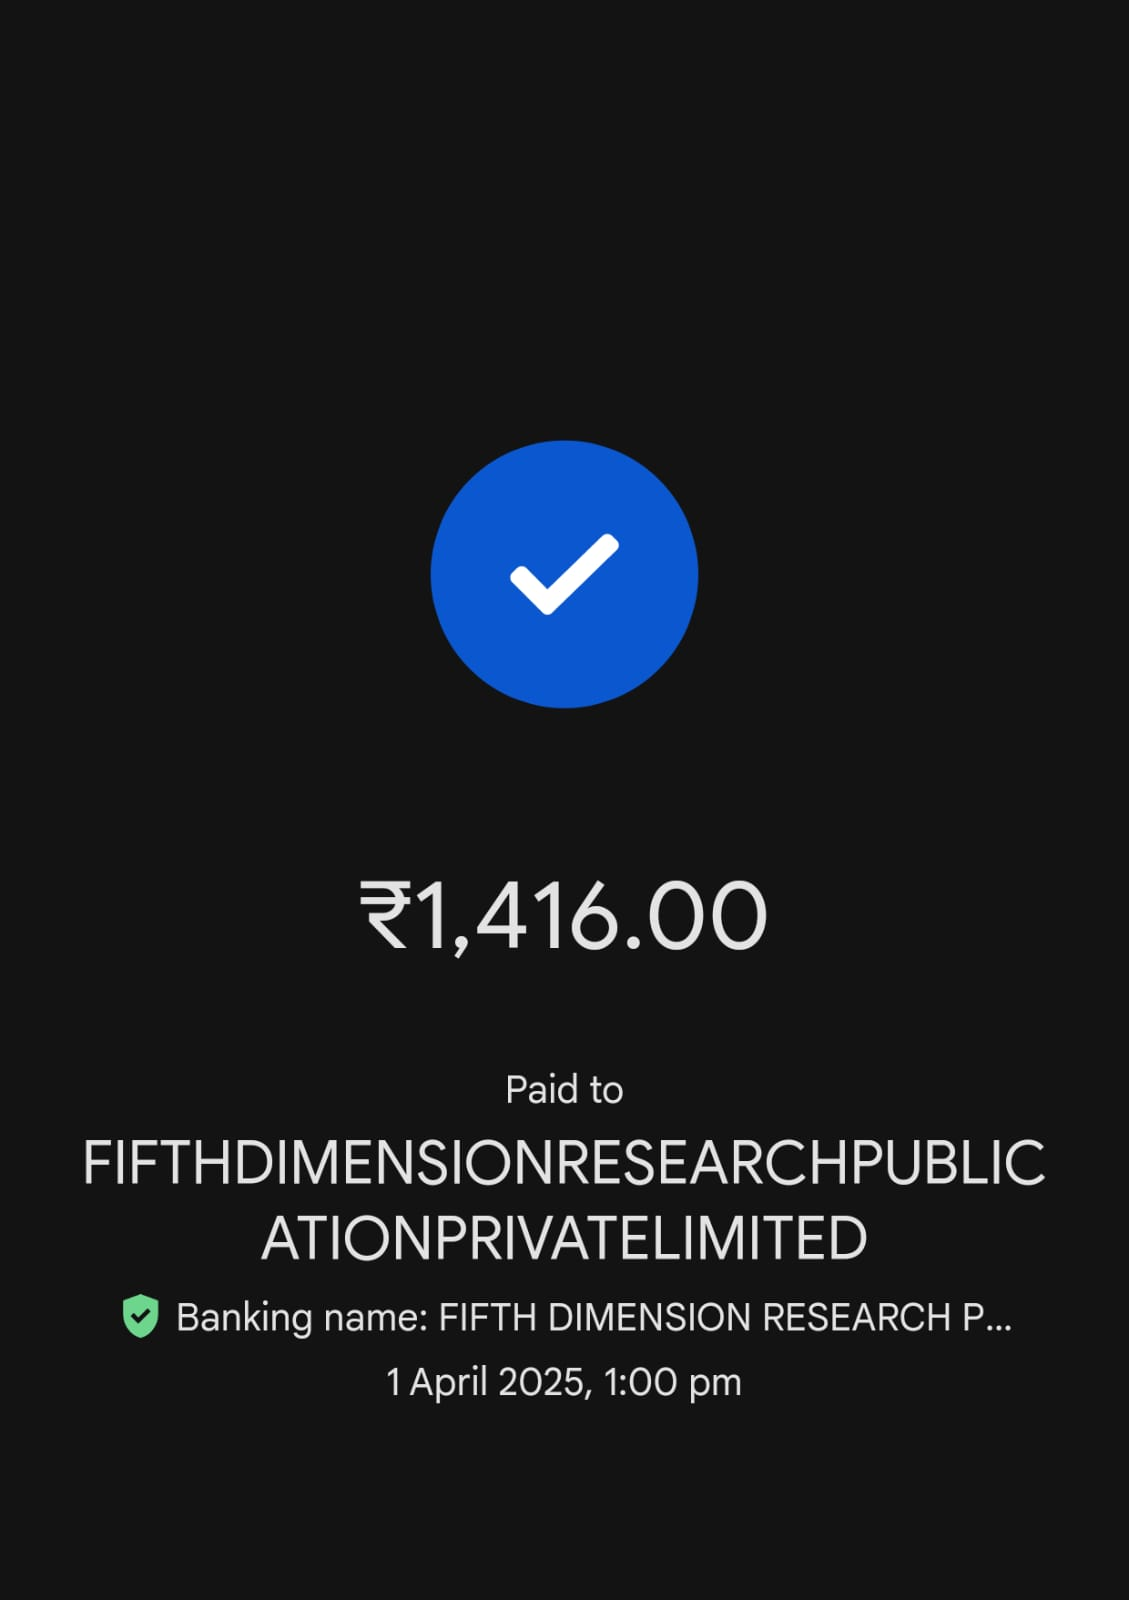 ₹1,416.00
Paid to
FIFTHDIMENSIONRESEARCHPUBLIC
ATIONPRIVATELIMITED
Banking name: FIFTH DIMENSION RESEARCH P...
1 April 2025, 1:00 pm